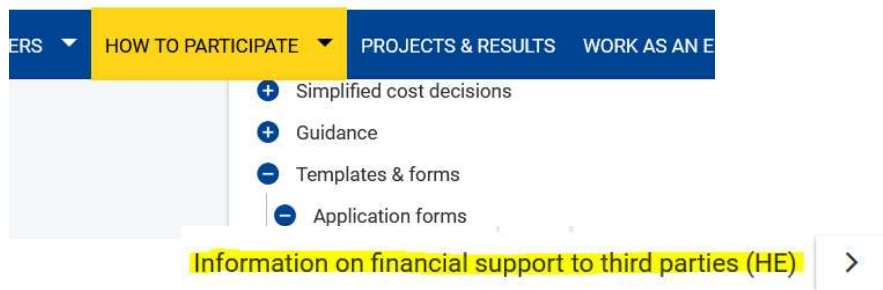 ERS HOW TO PARTICIPATE PROJECTS & RESULTS WORK AS AN E
Simplified cost decisions
Guidance
Templates & forms
Application forms
Information on financial support to third parties (HE)